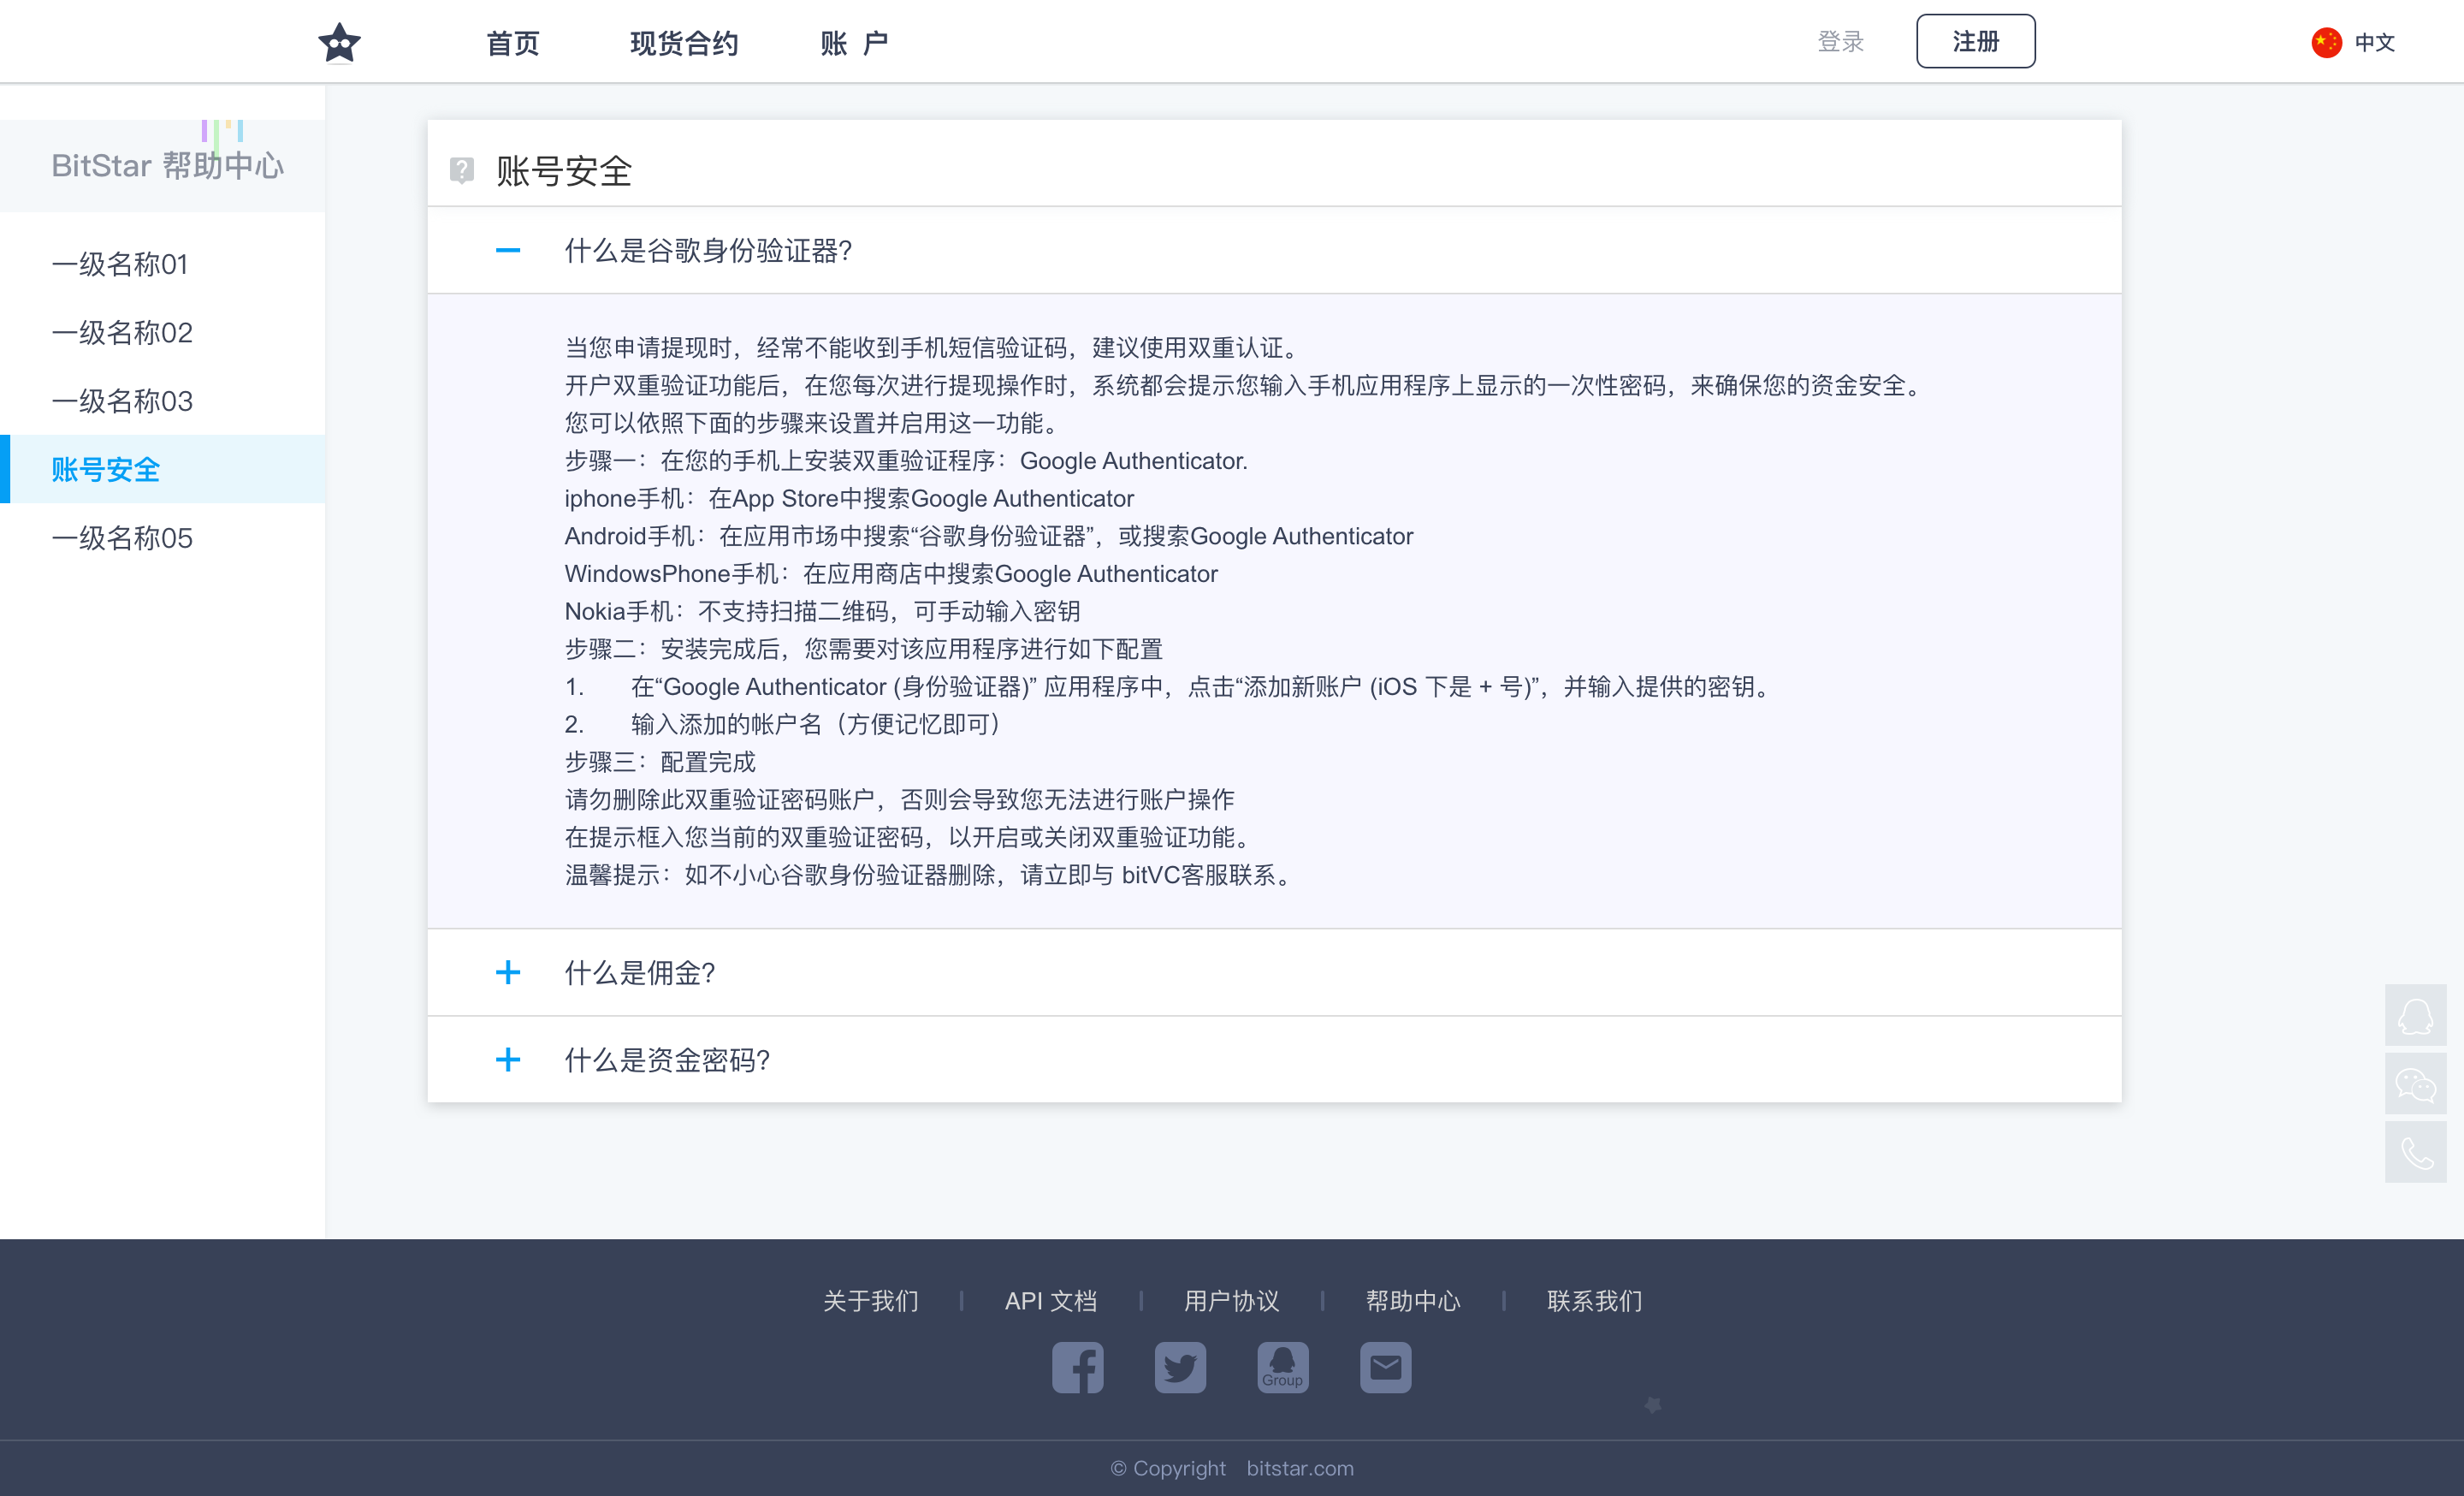 首页
现货合约
账 户
登录
注册
中文
BitStar 帮助中心
一级名称01
一级名称02
一级名称03
账号安全
一级名称05
账号安全
什么是谷歌身份验证器?
当您申请提现时，经常不能收到手机短信验证码，建议使用双重认证。
开户双重验证功能后，在您每次进行提现操作时，系统都会提示您输入手机应用程序上显示的一次性密码，来确保您的资金安全。
您可以依照下面的步骤来设置并启用这一功能。
步骤一：在您的手机上安装双重验证程序：Google Authenticator.
iphone手机：在App Store中搜索Google Authenticator
Android手机：在应用市场中搜索“谷歌身份验证器”，或搜索Google Authenticator
WindowsPhone手机：在应用商店中搜索Google Authenticator
Nokia手机：不支持扫描二维码，可手动输入密钥
步骤二：安装完成后，您需要对该应用程序进行如下配置
1. 在“Google Authenticator (身份验证器)” 应用程序中，点击“添加新账户 (iOS 下是 + 号)”，并输入提供的密钥。
2. 输入添加的帐户名（方便记忆即可）
步骤三：配置完成
请勿删除此双重验证密码账户，否则会导致您无法进行账户操作
在提示框入您当前的双重验证密码，以开启或关闭双重验证功能。
温馨提示：如不小心谷歌身份验证器删除，请立即与 bitVC客服联系。
什么是佣金?
什么是资金密码?
关于我们
API 文档
用户协议
帮助中心
联系我们
Group
© Copyright bitstar.com